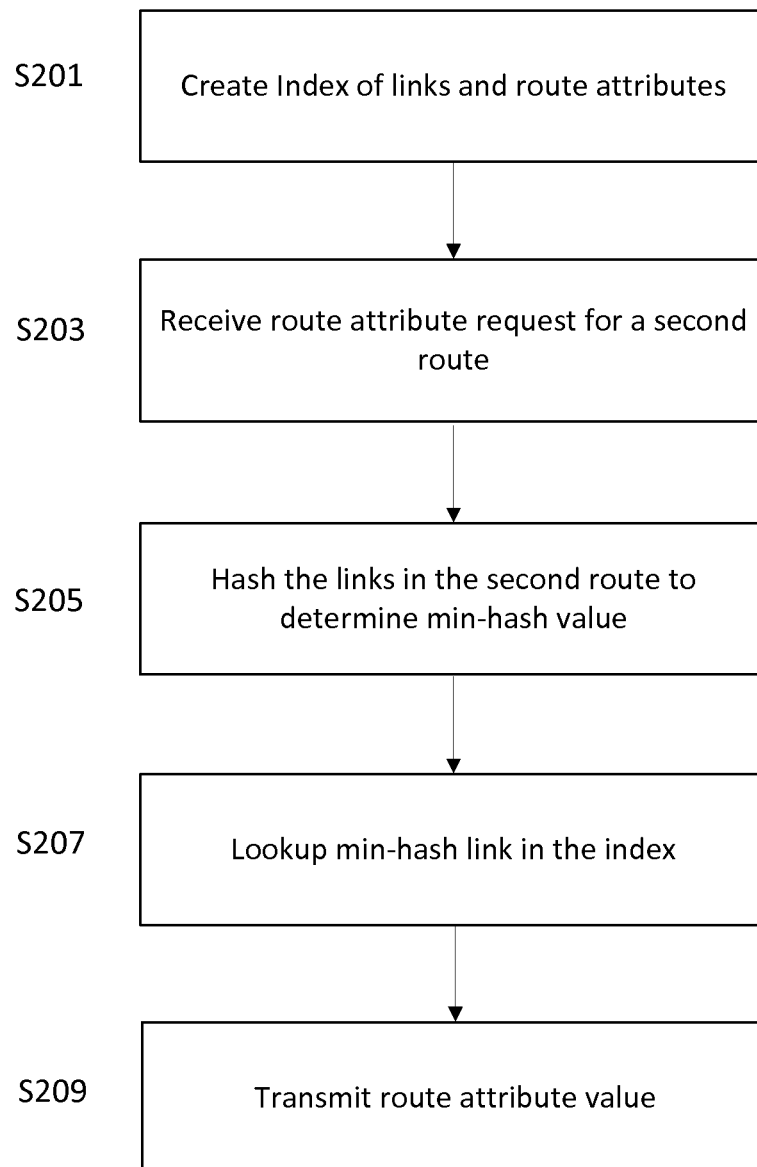 S201
Create Index of links and route attributes
S203
Receive route attribute request for a second
route
S205
Hash the links in the second route to
determine min-hash value
S207
Lookup min-hash link in the index
S209
Transmit route attribute value